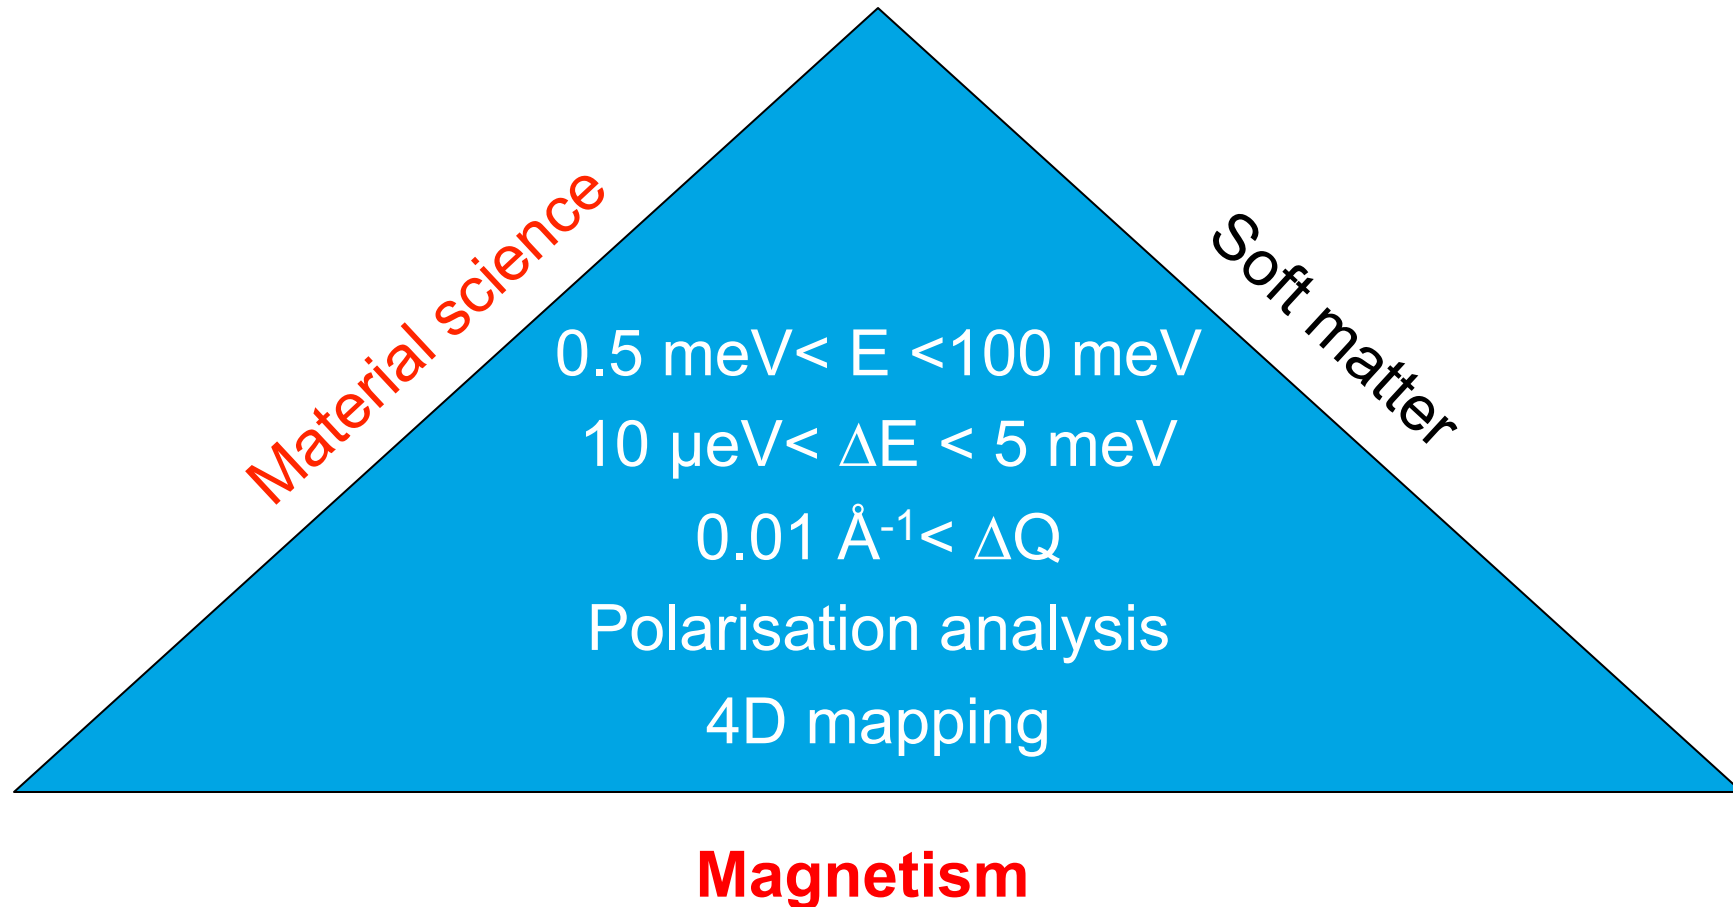 Material science
Soft matter
0.5 meV< E <100 meV
10 µeV< ΔE < 5 meV
0.01 Å⁻¹< ΔQ
Polarisation analysis
4D mapping
Magnetism